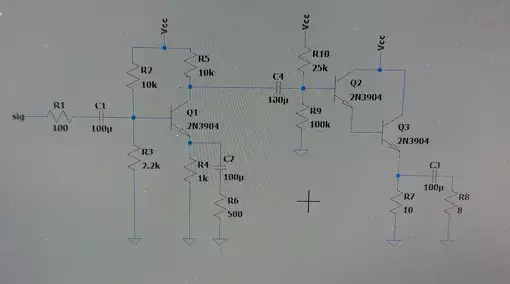 Vcc
Vcc
Vcc
R2
10k
R5
10k
R10
25k
C4
100µ
Q2
2N3904
R1
100
C1
100µ
sig
Q1
2N3904
R9
100k
Q3
2N3904
R3
2.2k
R4
1k
C2
100µ
R6
500
C3
100µ
R7
10
R8
8